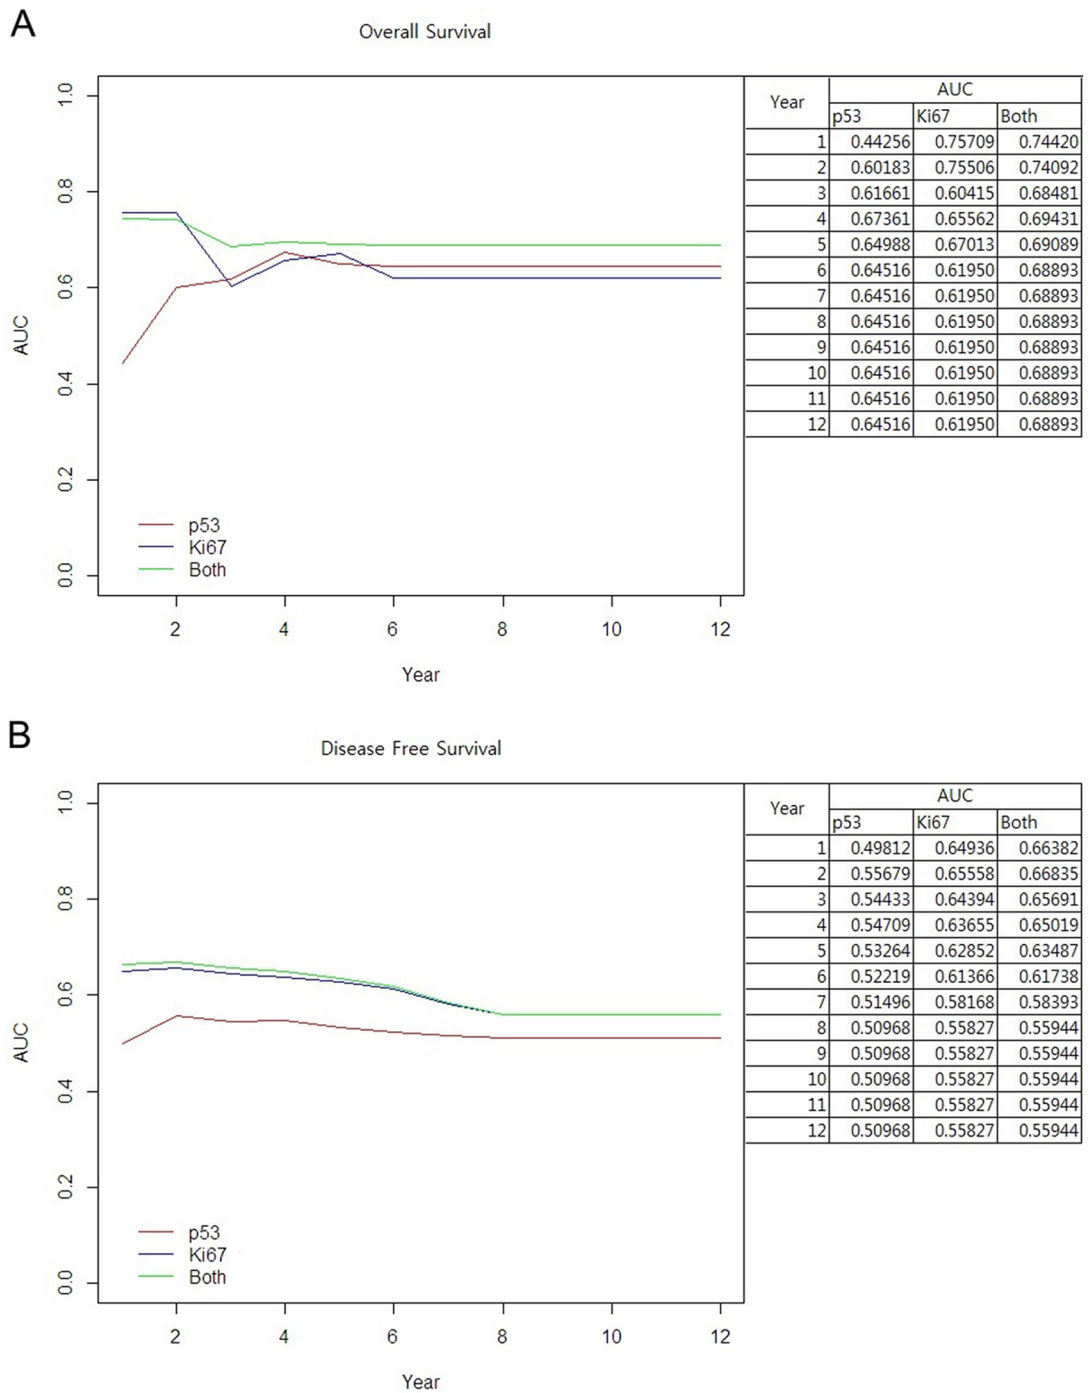 A
Overall Survival
AUC
1.0
0.8
0.6
0.4
0.2
0.0
p53
Ki67
Both
2 4 6 8 10 12
Year
Year AUC
p53 Ki67 Both
1 0.44256 0.75709 0.74420
2 0.60183 0.75506 0.74092
3 0.61661 0.60415 0.68481
4 0.67361 0.65562 0.69431
5 0.64988 0.67013 0.69089
6 0.64516 0.61950 0.68893
7 0.64516 0.61950 0.68893
8 0.64516 0.61950 0.68893
9 0.64516 0.61950 0.68893
10 0.64516 0.61950 0.68893
11 0.64516 0.61950 0.68893
12 0.64516 0.61950 0.68893
B
Disease Free Survival
AUC
1.0
0.8
0.6
0.4
0.2
0.0
p53
Ki67
Both
2 4 6 8 10 12
Year
Year AUC
p53 Ki67 Both
1 0.49812 0.64936 0.66382
2 0.55679 0.65558 0.66835
3 0.54433 0.64394 0.65691
4 0.54709 0.63655 0.65019
5 0.53264 0.62852 0.63487
6 0.52219 0.61366 0.61738
7 0.51496 0.58168 0.58393
8 0.50968 0.55827 0.55944
9 0.50968 0.55827 0.55944
10 0.50968 0.55827 0.55944
11 0.50968 0.55827 0.55944
12 0.50968 0.55827 0.55944